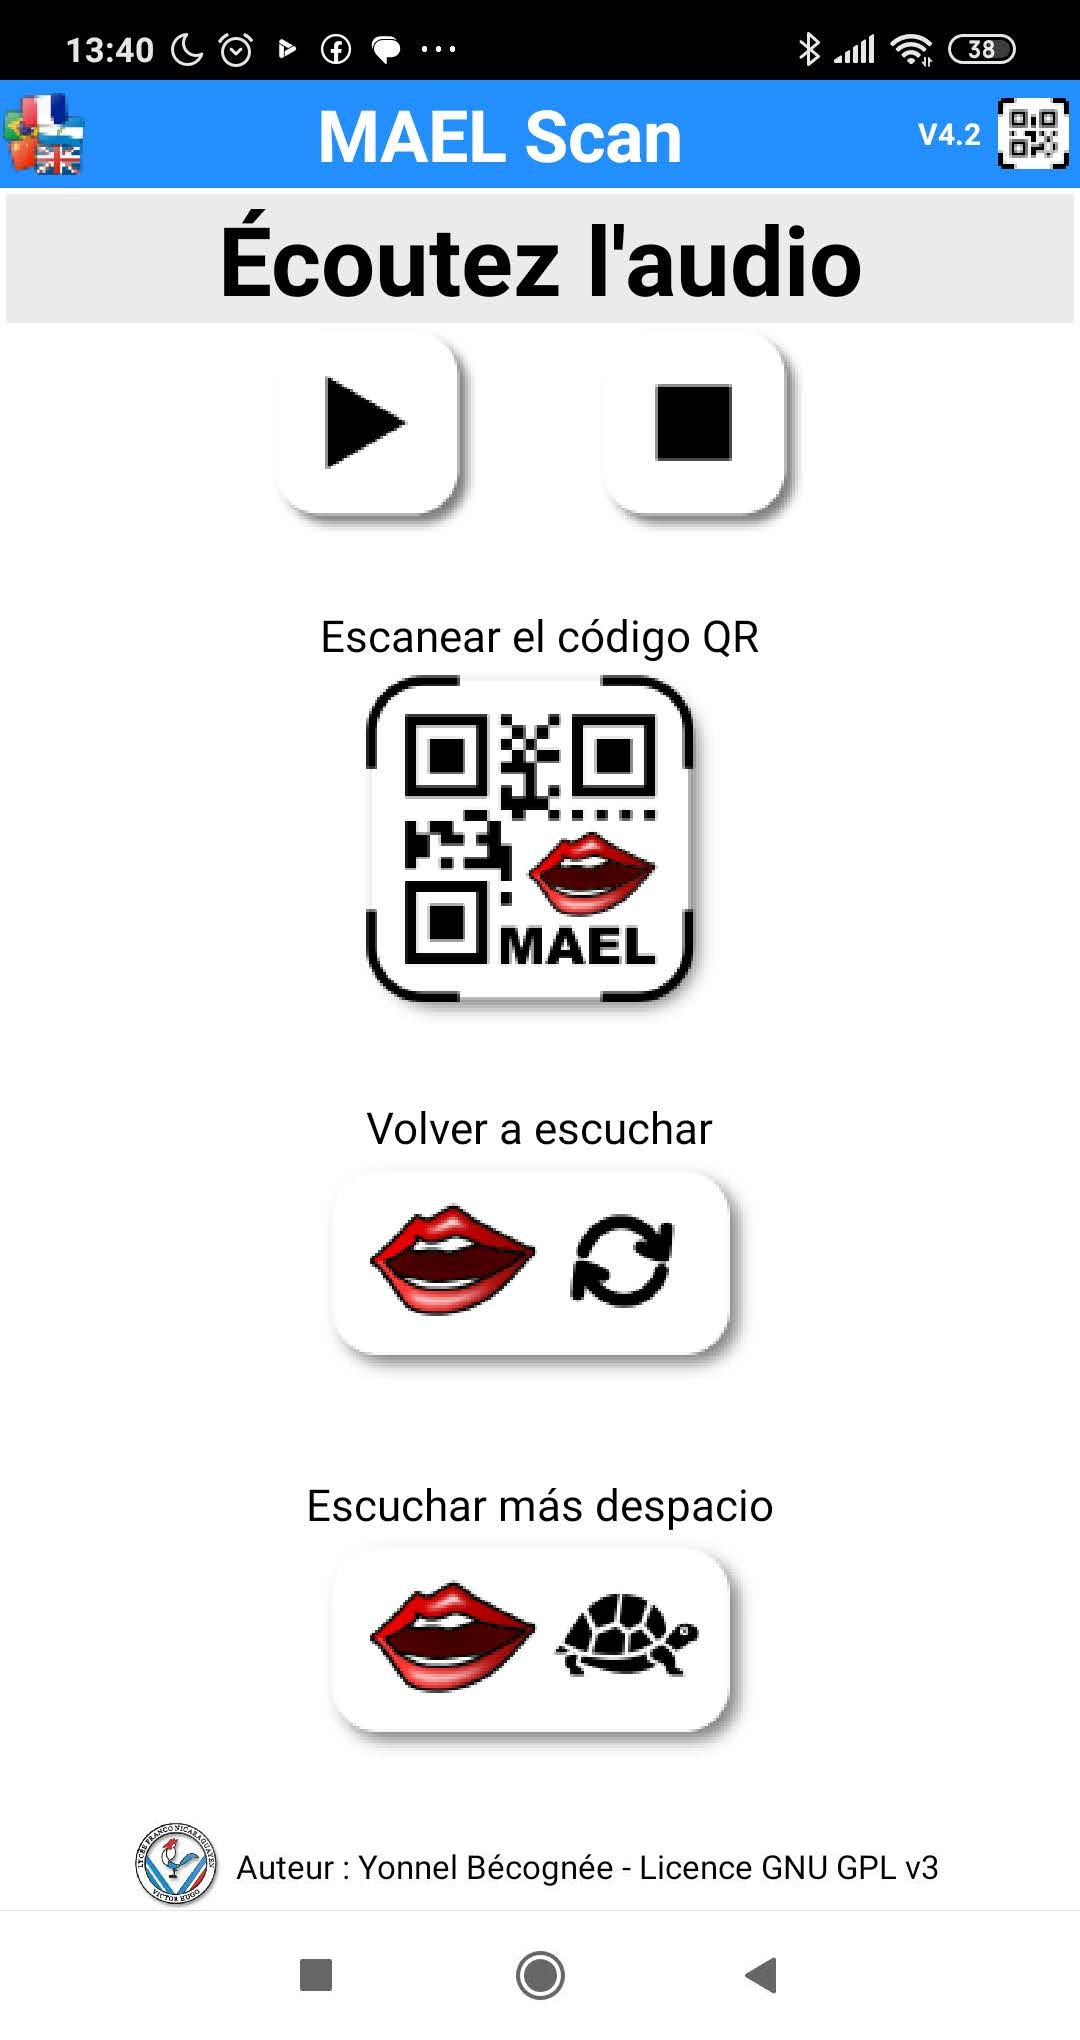 13:40
38
MAEL Scan
V4.2
Écoutez l'audio
Escanear el código QR
MAEL
Volver a escuchar
Escuchar más despacio
LYCÉE FRANCO NICARAGUAYEN
VICTOR HUGO
Auteur : Yonnel Bécognée - Licence GNU GPL v3